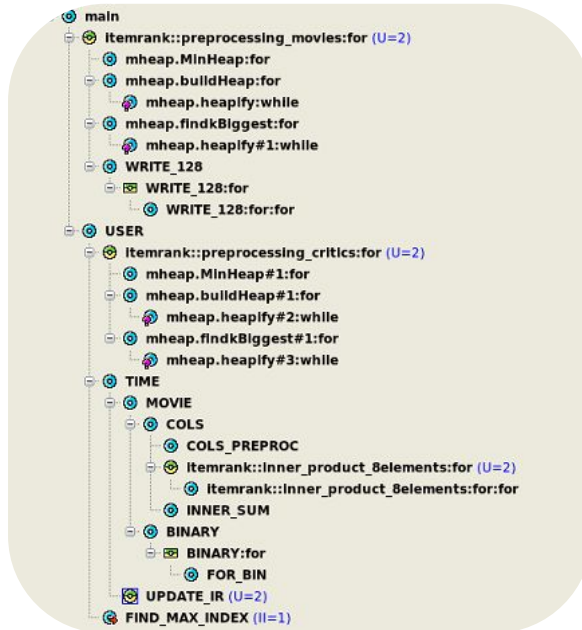 main
Itemrank::preprocessing_movies:for (U=2)
mheap.MinHeap:for
mheap.buildHeap:for
mheap.heapify:while
mheap.findkBiggest:for
mheap.heapify#1:while
WRITE_128
WRITE_128:for
WRITE_128:for:for
USER
Itemrank::preprocessing_critics:for (U=2)
mheap.MinHeap#1:for
mheap.buildHeap#1:for
mheap.heapify#2:while
mheap.findkBiggest#1:for
mheap.heapify#3:while
TIME
MOVIE
COLS
COLS_PREPROC
Itemrank::inner_product_8elements:for (U=2)
Itemrank::inner_product_8elements:for:for
INNER_SUM
BINARY
BINARY:for
FOR_BIN
UPDATE_IR (U=2)
FIND_MAX_INDEX (II=1)